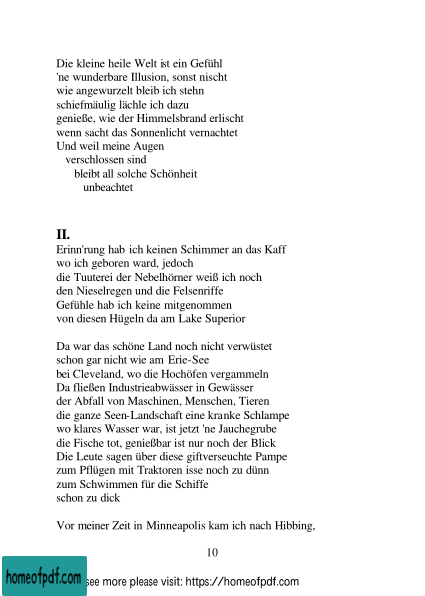 Die kleine heile Welt ist ein Gefühl
'ne wunderbare Illusion, sonst nischt
wie angewurzelt bleib ich stehn
schiefmäulig lächle ich dazu
genieße, wie der Himmelsbrand erlischt
wenn sacht das Sonnenlicht vernachtet
Und weil meine Augen
verschlossen sind
bleibt all solche Schönheit
unbeachtet
II.
Erinn'rung hab ich keinen Schimmer an das Kaff
wo ich geboren ward, jedoch
die Tuuterei der Nebelhörner weiß ich noch
den Nieselregen und die Felsenriffe
Gefühle hab ich keine mitgenommen
von diesen Hügeln da am Lake Superior
Da war das schöne Land noch nicht verwüstet
schon gar nicht wie am Erie-See
bei Cleveland, wo die Hochöfen vergammeln
Da fließen Industrieabwässer in Gewässer
der Abfall von Maschinen, Menschen, Tieren
die ganze Seen-Landschaft eine kranke Schlampe
wo klares Wasser war, ist jetzt 'ne Jauchegrube
die Fische tot, genießbar ist nur noch der Blick
Die Leute sagen über diese giftverseuchte Pampe
zum Pflügen mit Traktoren isse noch zu dünn
zum Schwimmen für die Schiffe
schon zu dick
Vor meiner Zeit in Minneapolis kam ich nach Hibbing,
10
homeofpdf.com
see more please visit: https://homeofpdf.com